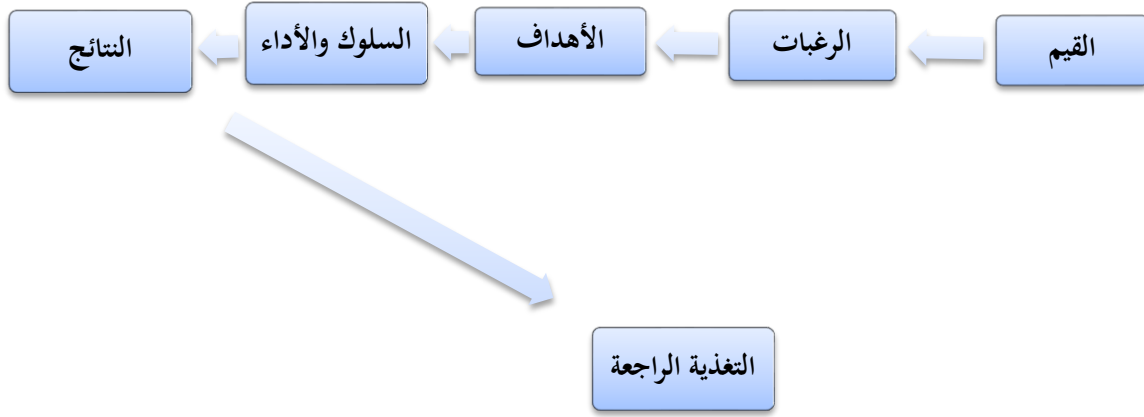 القيم
الرغبات
الأهداف
السلوك والأداء
النتائج
التغذية الراجعة